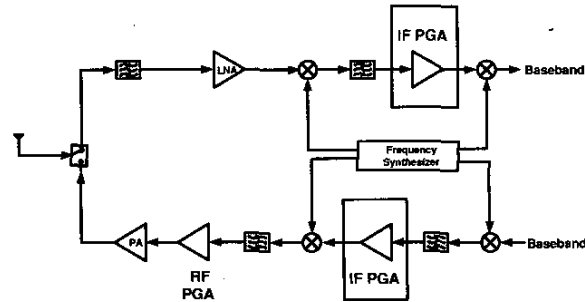 IF PGA
LNA
Baseband
Frequency
Synthesizer
PA
RF
PGA
IF PGA
Baseband